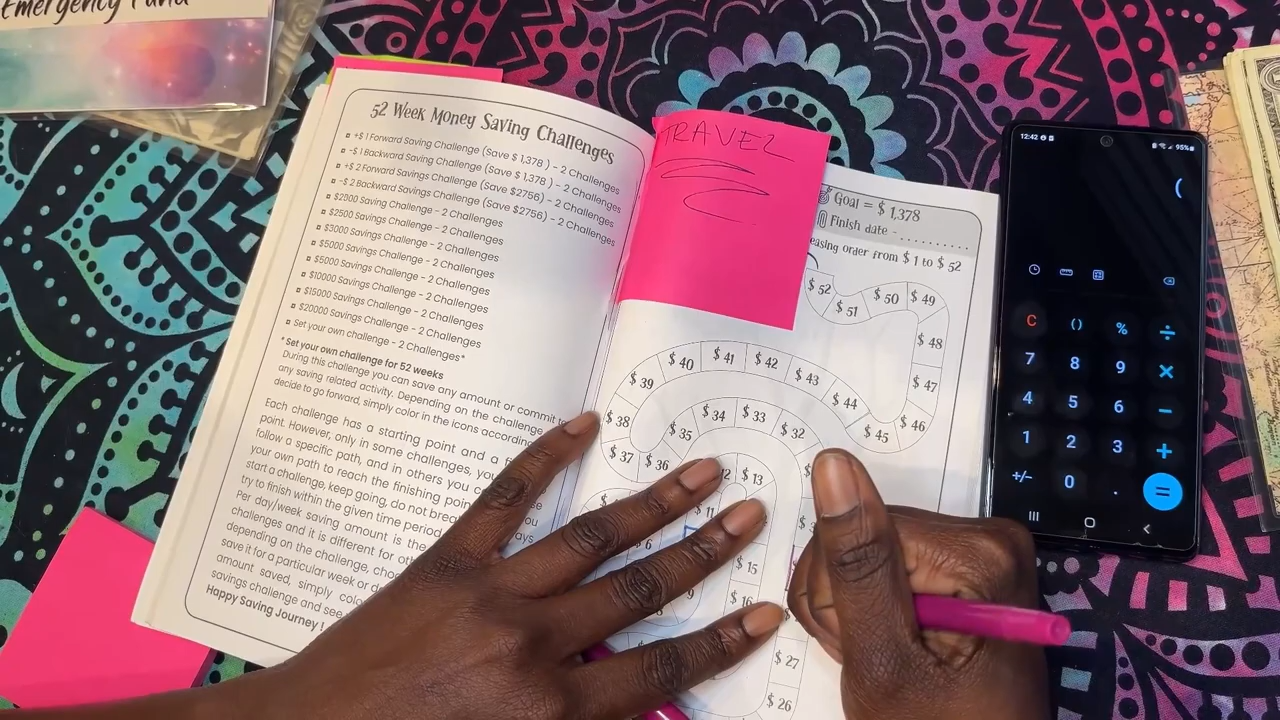 Emergency Fund
52 Week Money Saving Challenges
+$ 1 Forward Saving Challenge (Save $ 1,378 ) - 2 Challenges
-$ 1 Backward Saving Challenge (Save $ 1,378 ) - 2 Challenges
+$ 2 Forward Savings Challenge (Save $2756) - 2 Challenges
-$ 2 Backward Savings Challenge (Save $2756) - 2 Challenges
$2000 Saving Challenge - 2 Challenges
$2500 Savings Challenge - 2 Challenges
$3000 Savings Challenge - 2 Challenges
$5000 Savings Challenge - 2 Challenges
$5000 Savings Challenge - 2 Challenges
$10000 Savings Challenge - 2 Challenges
$15000 Savings Challenge - 2 Challenges
$20000 Savings Challenge - 2 Challenges
Set your own challenge - 2 Challenges*
* Set your own challenge for 52 weeks
During this challenge you can save any amount or commit to
any saving related activity. Depending on the challenge
decide to go forward, simply color in the icons
Each challenge has a starting point and a
point. However, only in some challenges, you
follow a specific path, and in others you
your own path to reach the finishing
start a challenge, keep going, do not
try to finish within the given time period
Per day/week saving amount is the
challenges and it is different for
depending on the challenge,
save it for a particular week or
amount saved, simply
savings challenge and see
Happy Saving Journey !
TRAVEL
Goal = $ 1,378
Finish date -
order from $ 1 to $ 52
$ 52
$ 51
$ 50
$ 49
$ 48
$ 47
$ 46
$ 45
$ 44
$ 43
$ 42
$ 41
$ 40
$ 39
$ 38
$ 37
$ 36
$ 35
$ 34
$ 33
$ 32
$ 13
$ 11
$ 15
$ 16
6
9
8
$ 27
$ 26
12:42
95%
(
C
()
%
÷
7
8
9
×
4
5
6
−
1
2
3
+
+/-
0
.
=